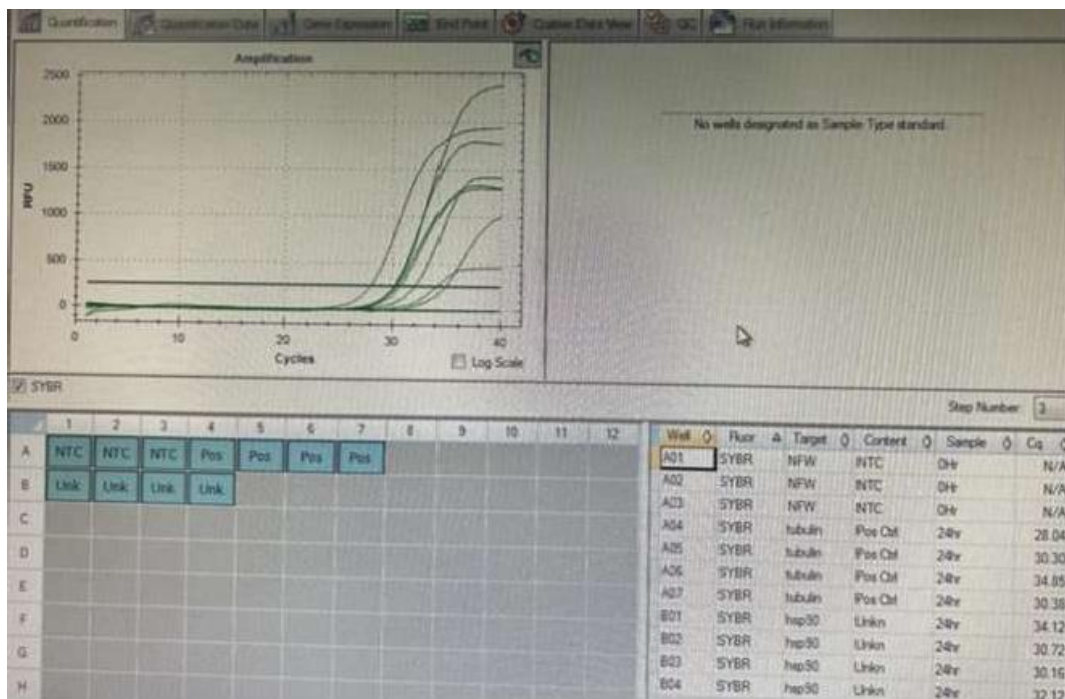 Quantification Quantification Data Gene Expression End Point Custom Data View QC Run Information
Amplification
2500
2000
1500
1000
500
0
RFU
0 10 20 30 40
Cycles
Log Scale
No wells designated as Sample Type standard.
SYBR
Step Number: 3
1 2 3 4 5 6 7 8 9 10 11 12
A NTC NTC NTC Pos Pos Pos Pos
B Unk Unk Unk Unk
C
D
E
F
G
H
Well Fluor Target Content Sample Cq
A01 SYBR NFW NTC 0Hr N/A
A02 SYBR NFW NTC 0Hr N/A
A03 SYBR NFW NTC 0Hr N/A
A04 SYBR tubulin Pos Ctrl 24hr 28.04
A05 SYBR tubulin Pos Ctrl 24hr 30.30
A06 SYBR tubulin Pos Ctrl 24hr 34.85
A07 SYBR tubulin Pos Ctrl 24hr 30.38
B01 SYBR hsp90 Unkn 24hr 34.12
B02 SYBR hsp90 Unkn 24hr 30.72
B03 SYBR hsp90 Unkn 24hr 30.16
B04 SYBR hsp90 Unkn 24hr 32.12